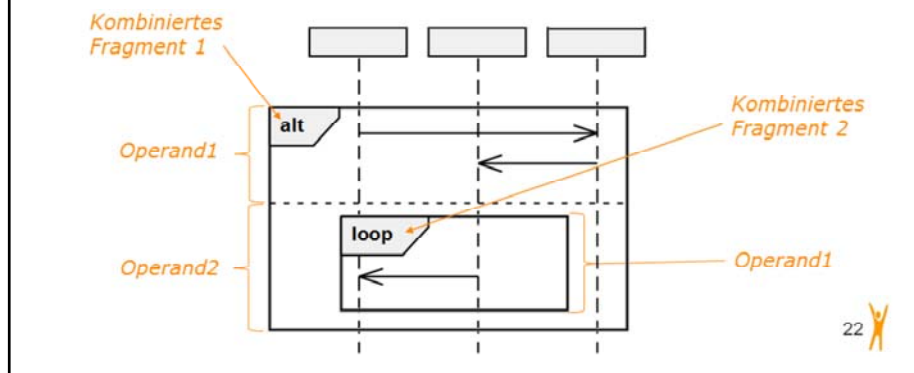 Kombiniertes
Fragment 1
alt
Kombiniertes
Fragment 2
Operand1
loop
Operand2
Operand1
22